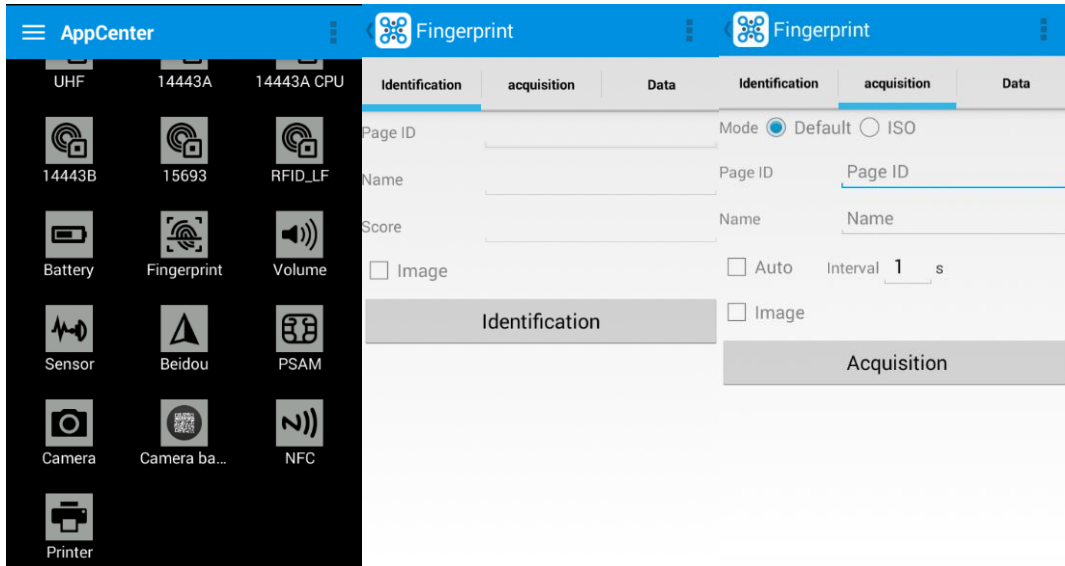 AppCenter
UHF 14443A 14443A CPU
14443B 15693 RFID_LF
Battery Fingerprint Volume
Sensor Beidou PSAM
Camera Camera ba... NFC
Printer
Fingerprint
Identification acquisition Data
Page ID
Name
Score
Image
Identification
Fingerprint
Identification acquisition Data
Mode Default ISO
Page ID Page ID
Name Name
Auto Interval 1 s
Image
Acquisition